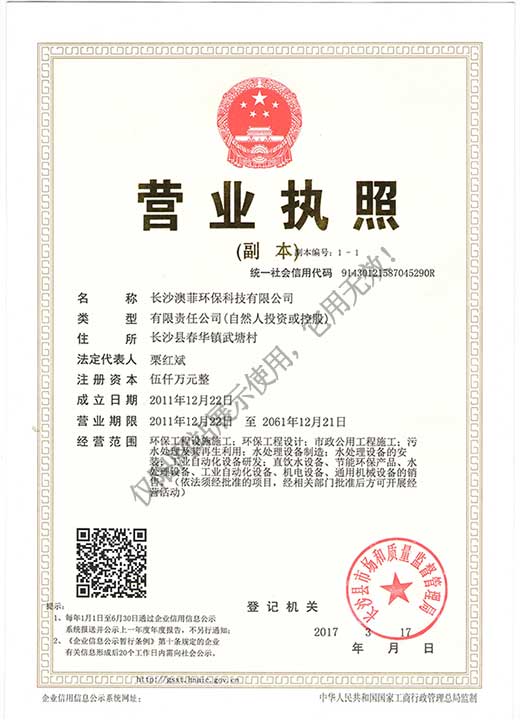 营业执照
(副 本)副本编号：1－1
统一社会信用代码 91430121587045290R
名称 长沙澳菲环保科技有限公司
类型 有限责任公司(自然人投资或控股)
住所 长沙县春华镇武塘村
法定代表人 栗红斌
注册资本 伍仟万元整
成立日期 2011年12月22日
营业期限 2011年12月22日 至 2061年12月21日
经营范围 环保工程设施施工；环保工程设计；市政公用工程施工；污
水处理及其再生利用；水处理设备制造；水处理设备的安
装；工业自动化设备研发；直饮水设备、节能环保产品、水
处理设备、工业自动化设备、机电设备、通用机械设备的销
售。（依法须经批准的项目，经相关部门批准后方可开展经
营活动）
仅限网站展示使用，它用无效！
长沙县市场和质量监督管理局
登记机关
2017 3 17
年 月 日
提示：
1、每年1月1日至6月30日通过企业信用信息公示
系统报送并公示上一年度年度报告，不另行通知；
2、《企业信息公示暂行条例》第十条规定的企业
有关信息形成后20个工作日内需向社会公示。
http://gsxt.hnaic.gov.cn
企业信用信息公示系统网址：
中华人民共和国国家工商行政管理总局监制